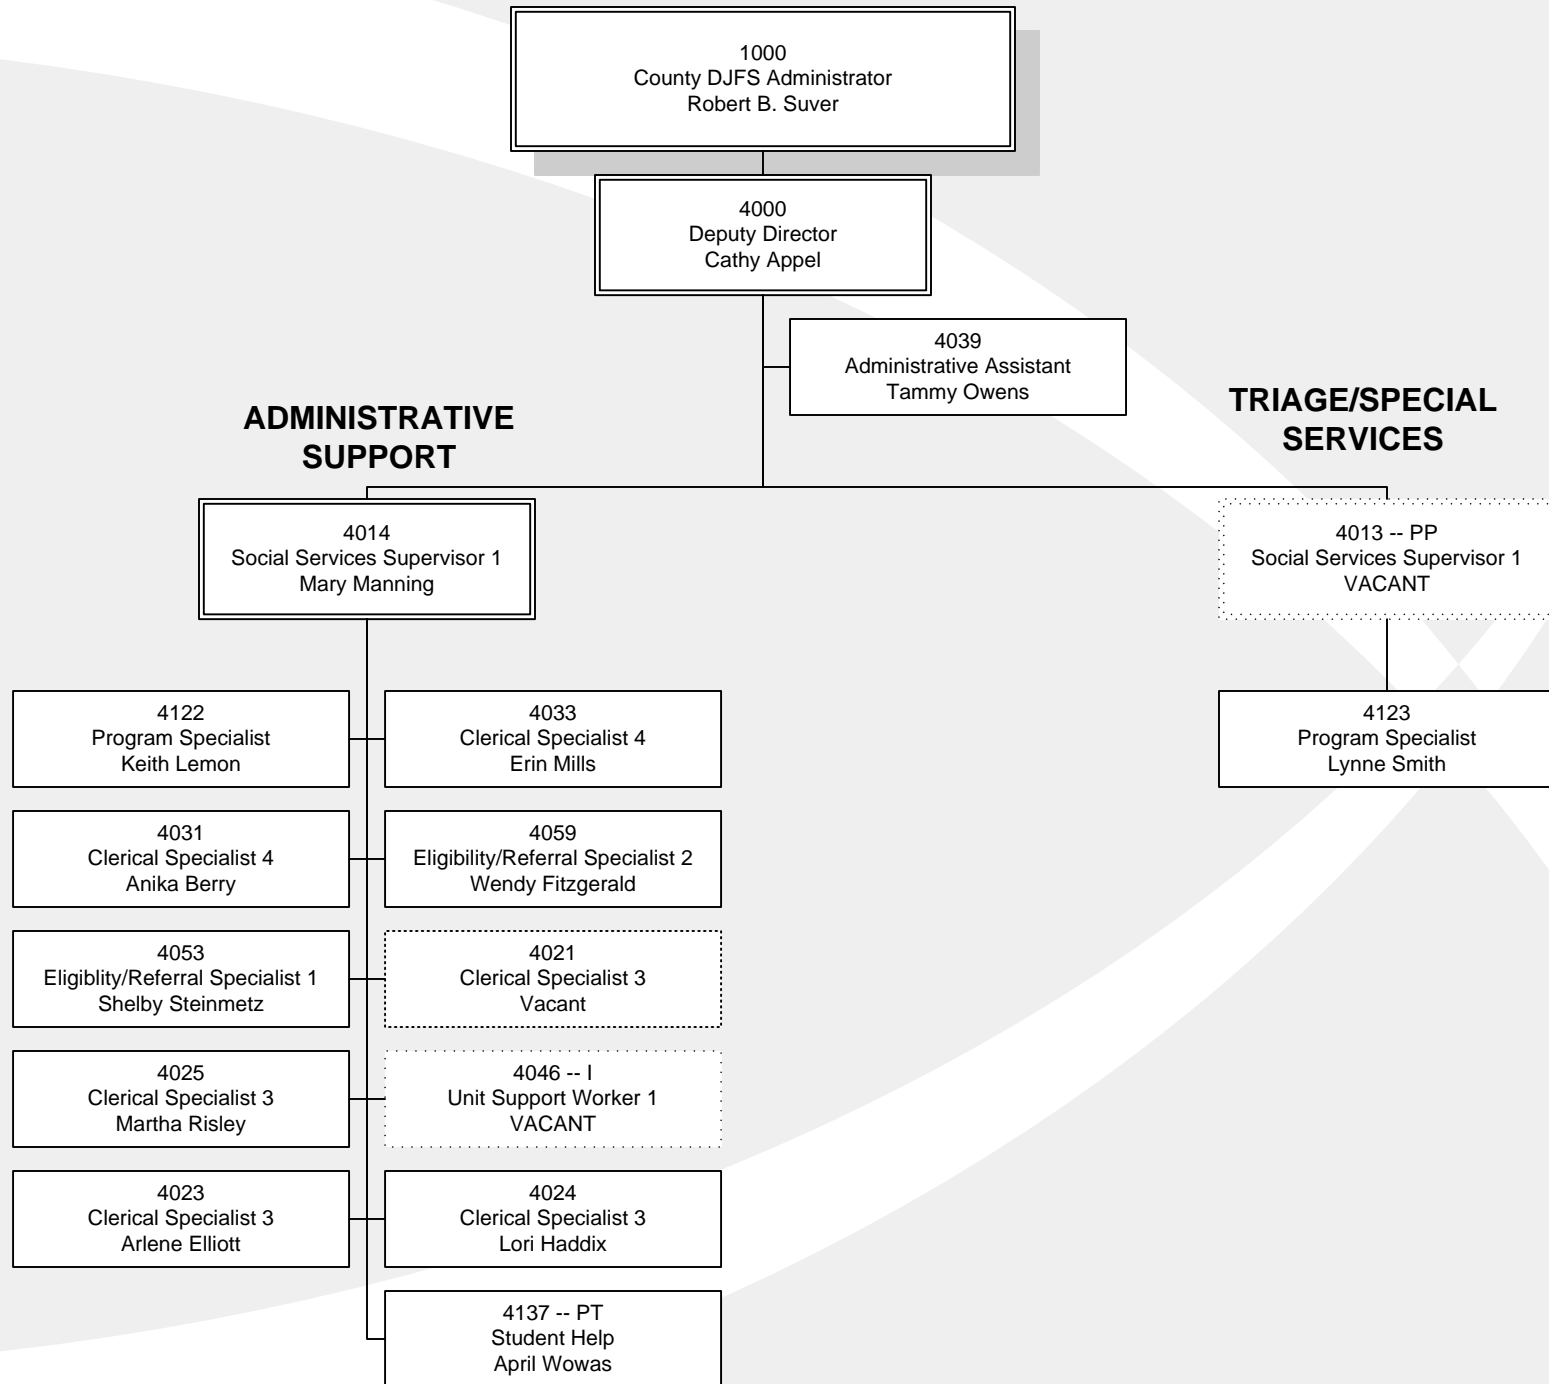 1000
County DJFS Administrator
Robert B. Suver
4000
Deputy Director
Cathy Appel
4039
Administrative Assistant
Tammy Owens
ADMINISTRATIVE
SUPPORT
TRIAGE/SPECIAL
SERVICES
4014
Social Services Supervisor 1
Mary Manning
4013 -- PP
Social Services Supervisor 1
VACANT
4122
Program Specialist
Keith Lemon
4033
Clerical Specialist 4
Erin Mills
4123
Program Specialist
Lynne Smith
4031
Clerical Specialist 4
Anika Berry
4059
Eligibility/Referral Specialist 2
Wendy Fitzgerald
4053
Eligiblity/Referral Specialist 1
Shelby Steinmetz
4021
Clerical Specialist 3
Vacant
4025
Clerical Specialist 3
Martha Risley
4046 -- I
Unit Support Worker 1
VACANT
4023
Clerical Specialist 3
Arlene Elliott
4024
Clerical Specialist 3
Lori Haddix
4137 -- PT
Student Help
April Wowas